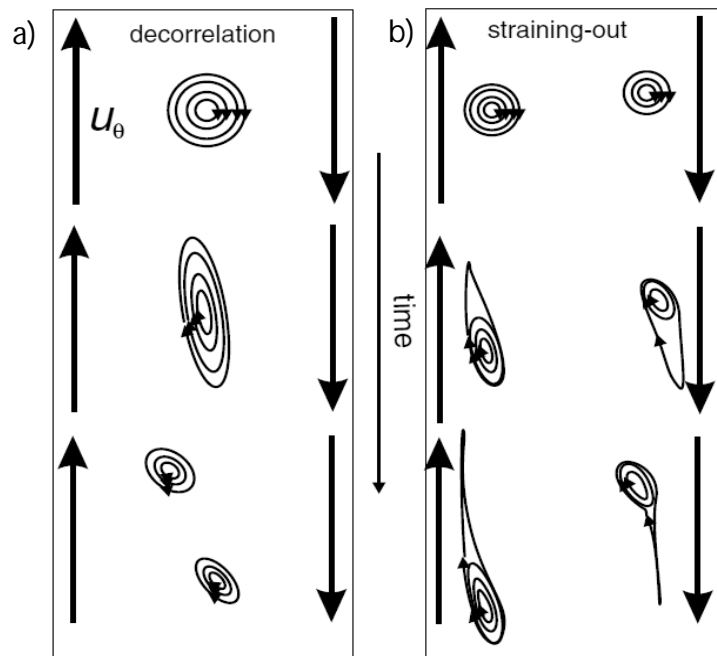 a)
decorrelation
b)
straining-out
uθ
time